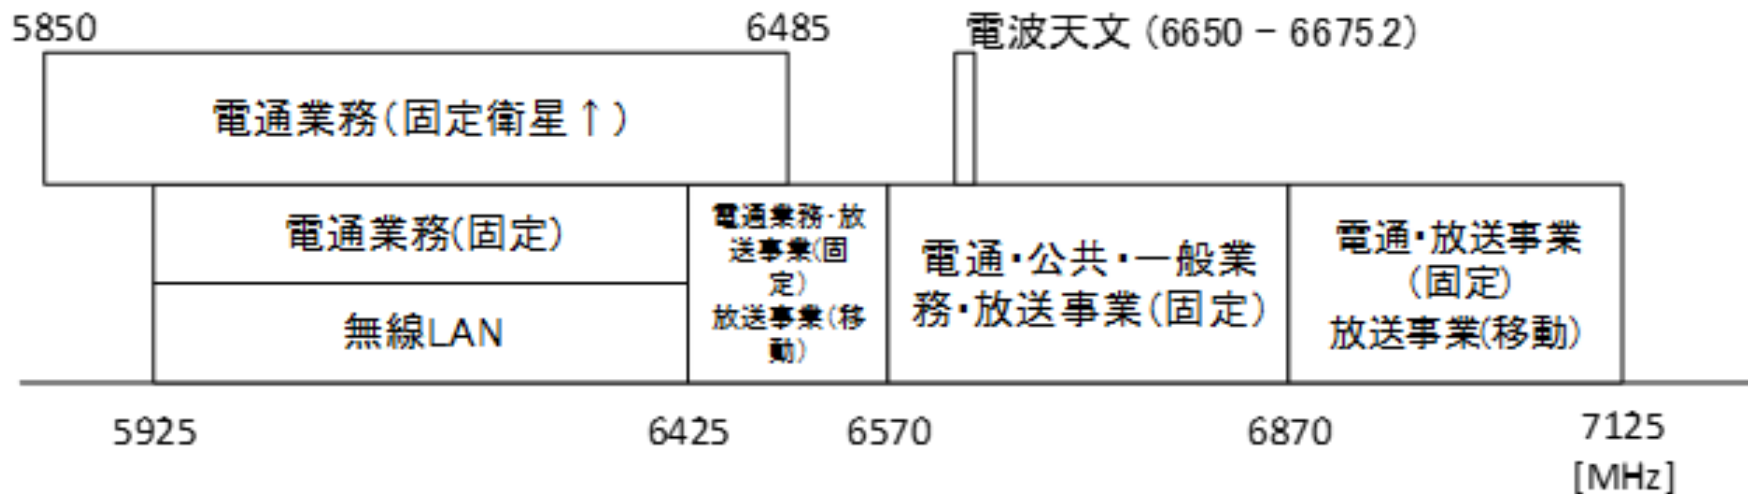 5850
6485
電波天文 (6650 − 6675.2)
電通業務(固定衛星↑)
電通業務(固定)
無線LAN
電通業務・放
送事業(固
定)
放送事業(移
動)
電通・公共・一般業
務・放送事業(固定)
電通・放送事業
(固定)
放送事業(移動)
5925
6425
6570
6870
7125
[MHz]